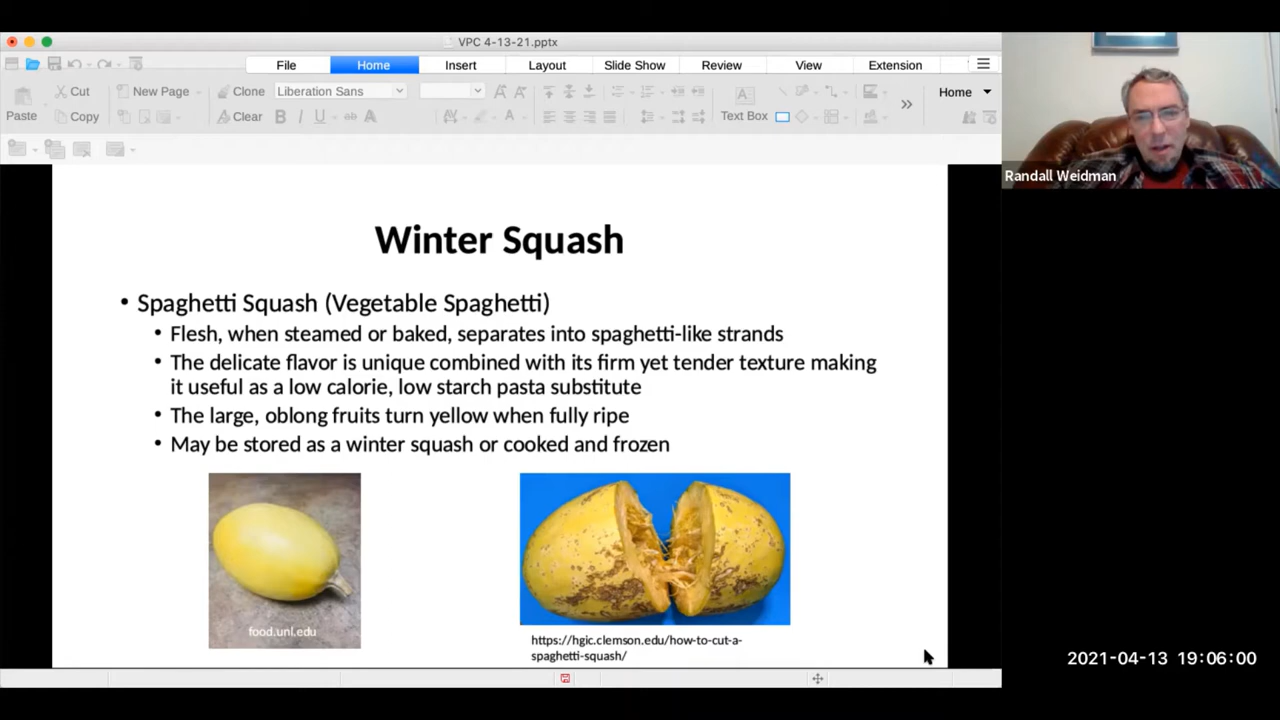 VPC 4-13-21.pptx
File Home Insert Layout Slide Show Review View Extension
Cut New Page Clone Liberation Sans Home
Paste Copy Clear B I U ab A A Text Box
Randall Weidman
Winter Squash
• Spaghetti Squash (Vegetable Spaghetti)
• Flesh, when steamed or baked, separates into spaghetti-like strands
• The delicate flavor is unique combined with its firm yet tender texture making
it useful as a low calorie, low starch pasta substitute
• The large, oblong fruits turn yellow when fully ripe
• May be stored as a winter squash or cooked and frozen
food.unl.edu
https://hgic.clemson.edu/how-to-cut-a-
spaghetti-squash/
2021-04-13 19:06:00